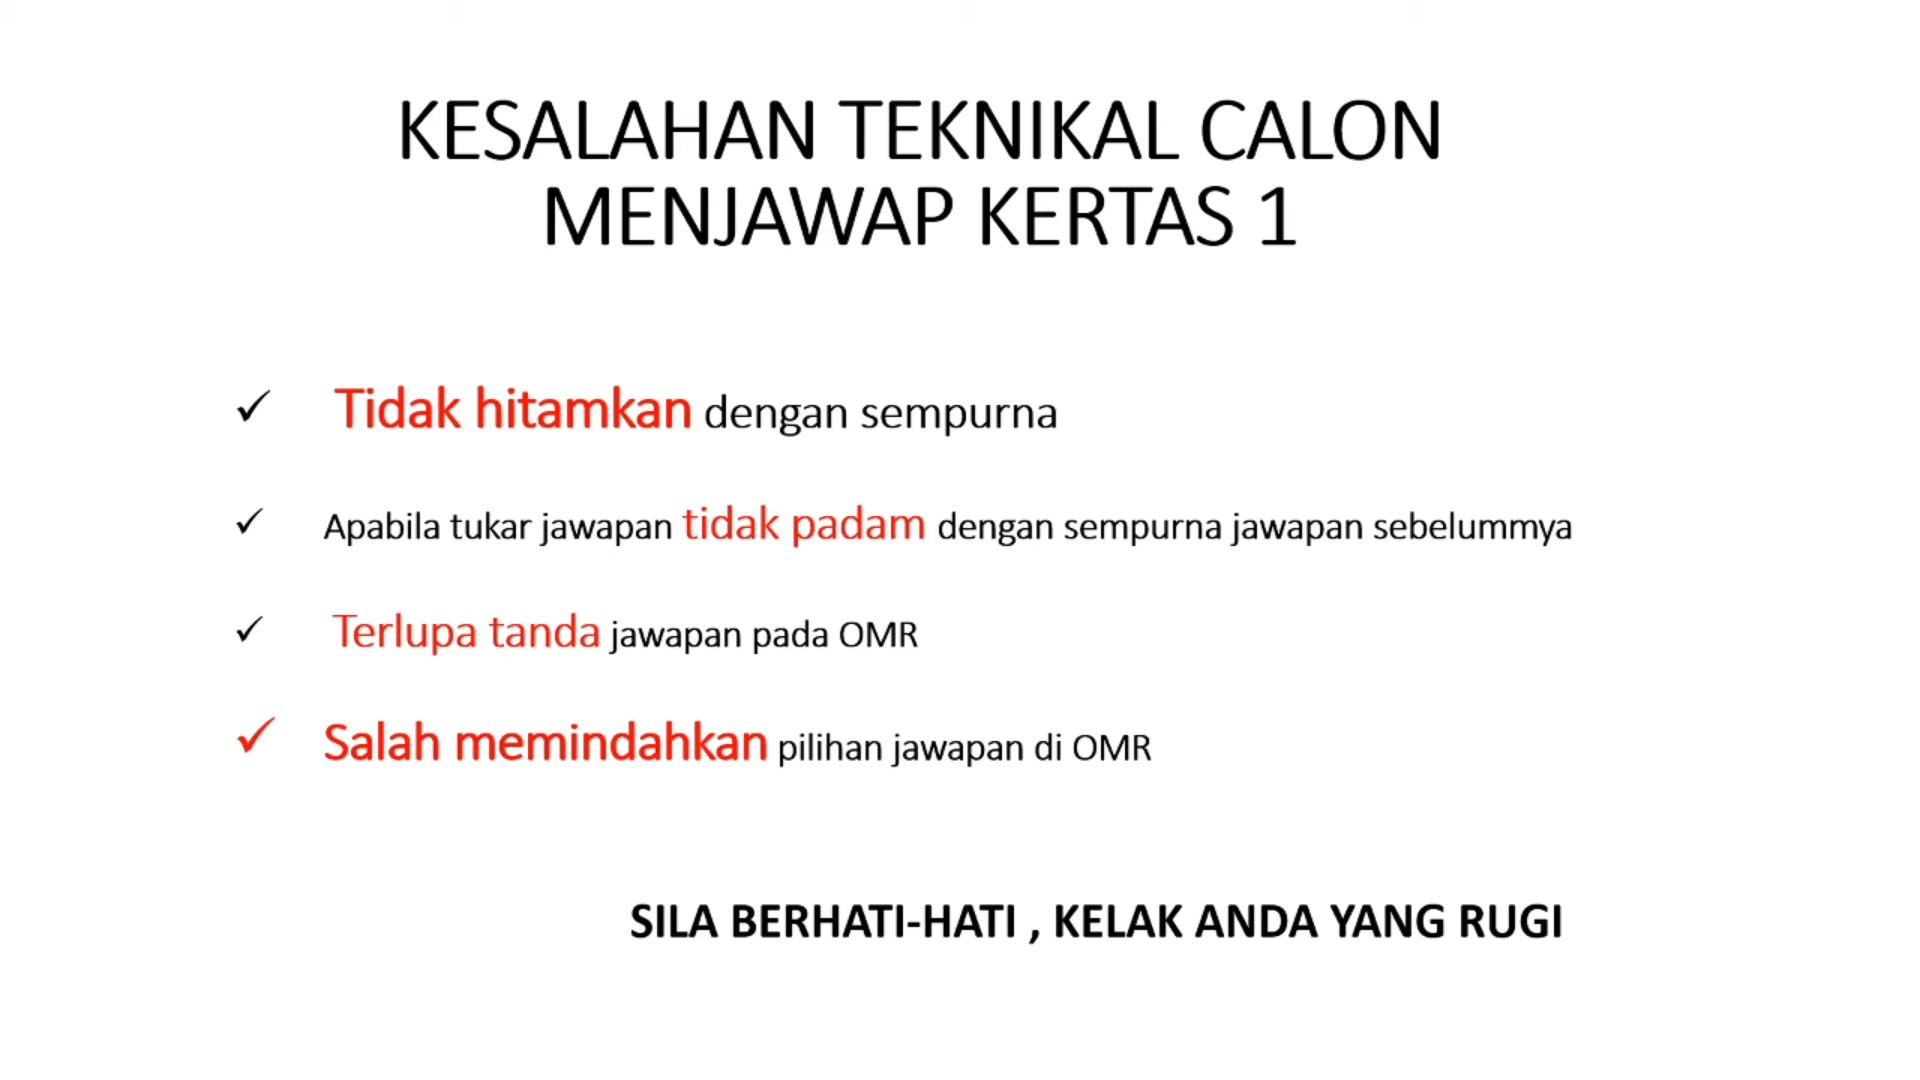 KESALAHAN TEKNIKAL CALON
MENJAWAP KERTAS 1
✓ Tidak hitamkan dengan sempurna
✓ Apabila tukar jawapan tidak padam dengan sempurna jawapan sebelummya
✓ Terlupa tanda jawapan pada OMR
✓ Salah memindahkan pilihan jawapan di OMR
SILA BERHATI-HATI , KELAK ANDA YANG RUGI